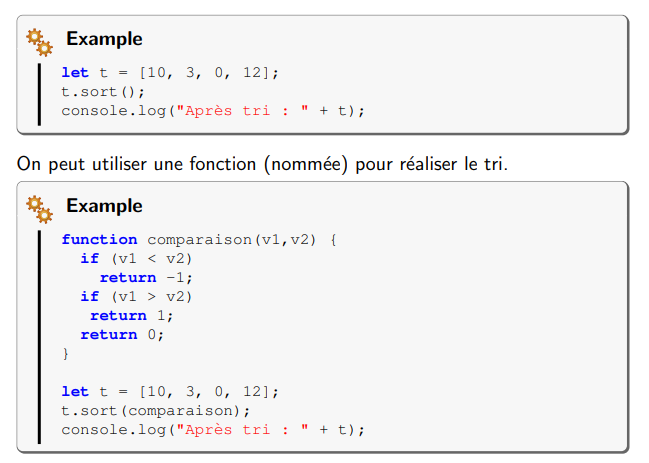 Example
let t = [10, 3, 0, 12];
t.sort();
console.log("Après tri : " + t);
On peut utiliser une fonction (nommée) pour réaliser le tri.
Example
function comparaison(v1,v2) {
  if (v1 < v2)
    return -1;
  if (v1 > v2)
   return 1;
  return 0;
}
let t = [10, 3, 0, 12];
t.sort(comparaison);
console.log("Après tri : " + t);